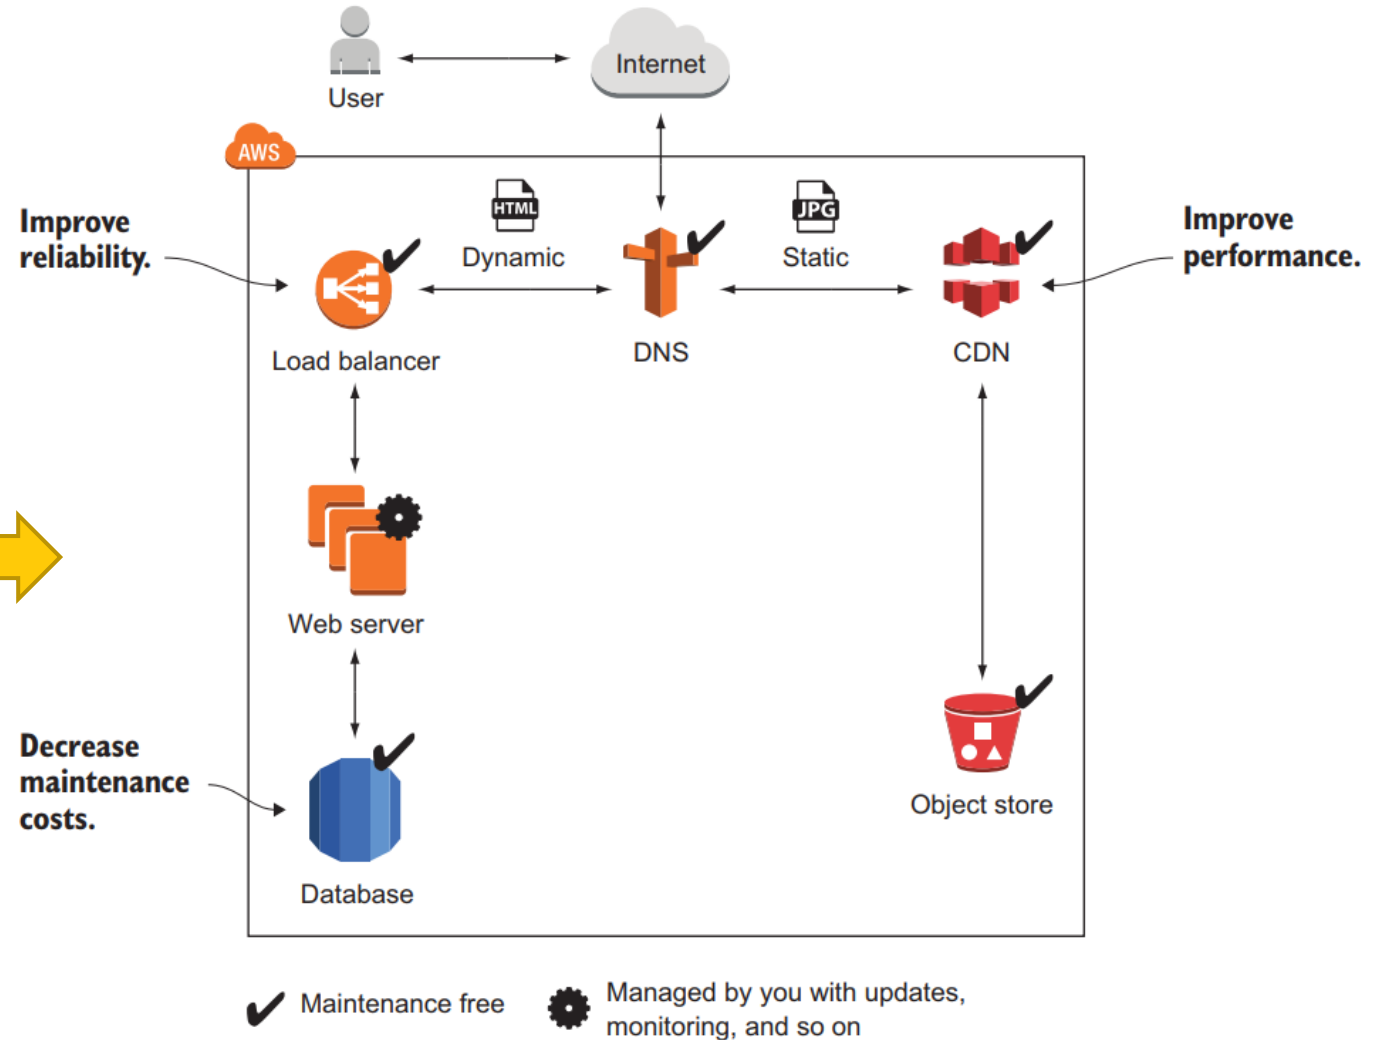 User
Internet
AWS
Improve
reliability.
HTML
Dynamic
JPG
Static
Improve
performance.
Load balancer
DNS
CDN
Web server
Decrease
maintenance
costs.
Object store
Database
Maintenance free
Managed by you with updates,
monitoring, and so on